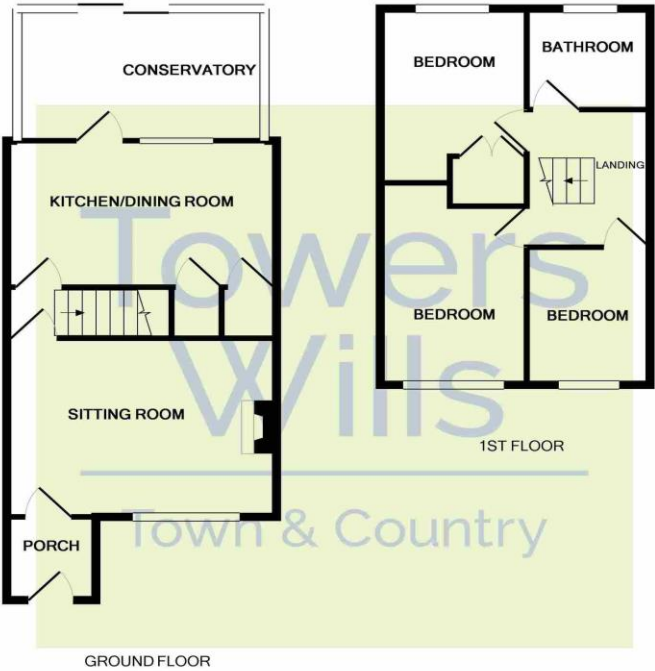 CONSERVATORY
KITCHEN/DINING ROOM
SITTING ROOM
PORCH
GROUND FLOOR
BEDROOM
BATHROOM
LANDING
BEDROOM
BEDROOM
1ST FLOOR
Towers
Wills
Town & Country